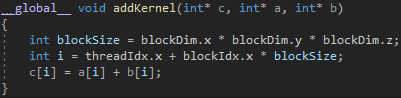 __global__ void addKernel(int* c, int* a, int* b)
{
int blockSize = blockDim.x * blockDim.y * blockDim.z;
int i = threadIdx.x + blockIdx.x * blockSize;
c[i] = a[i] + b[i];
}